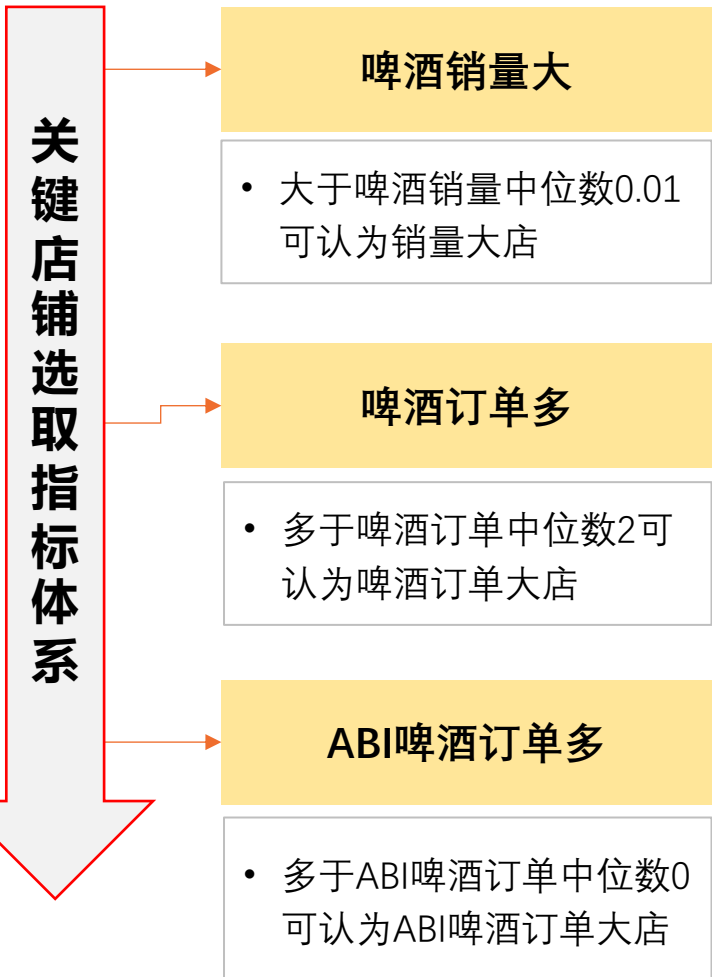 关键店铺选取指标体系
啤酒销量大
• 大于啤酒销量中位数0.01
可认为销量大店
啤酒订单多
• 多于啤酒订单中位数2可
认为啤酒订单大店
ABI啤酒订单多
• 多于ABI啤酒订单中位数0
可认为ABI啤酒订单大店